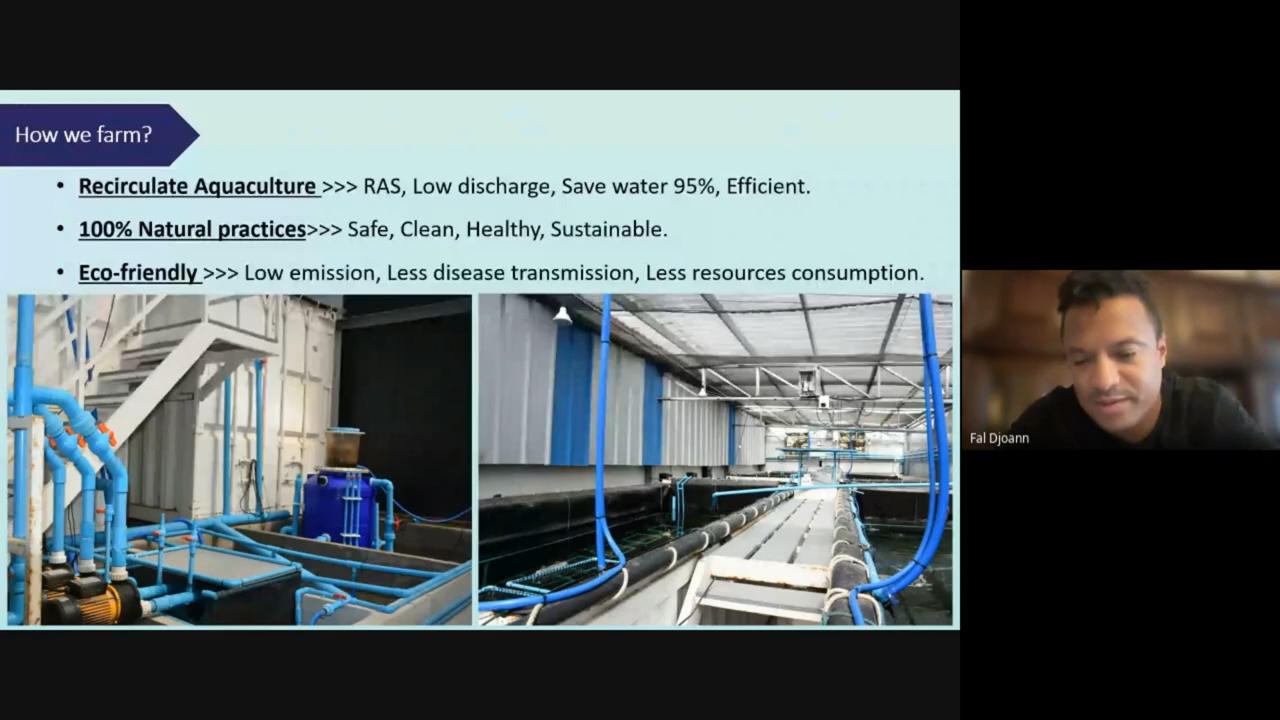 How we farm?
• Recirculate Aquaculture >>> RAS, Low discharge, Save water 95%, Efficient.
• 100% Natural practices>>> Safe, Clean, Healthy, Sustainable.
• Eco-friendly >>> Low emission, Less disease transmission, Less resources consumption.
Fal Djoann